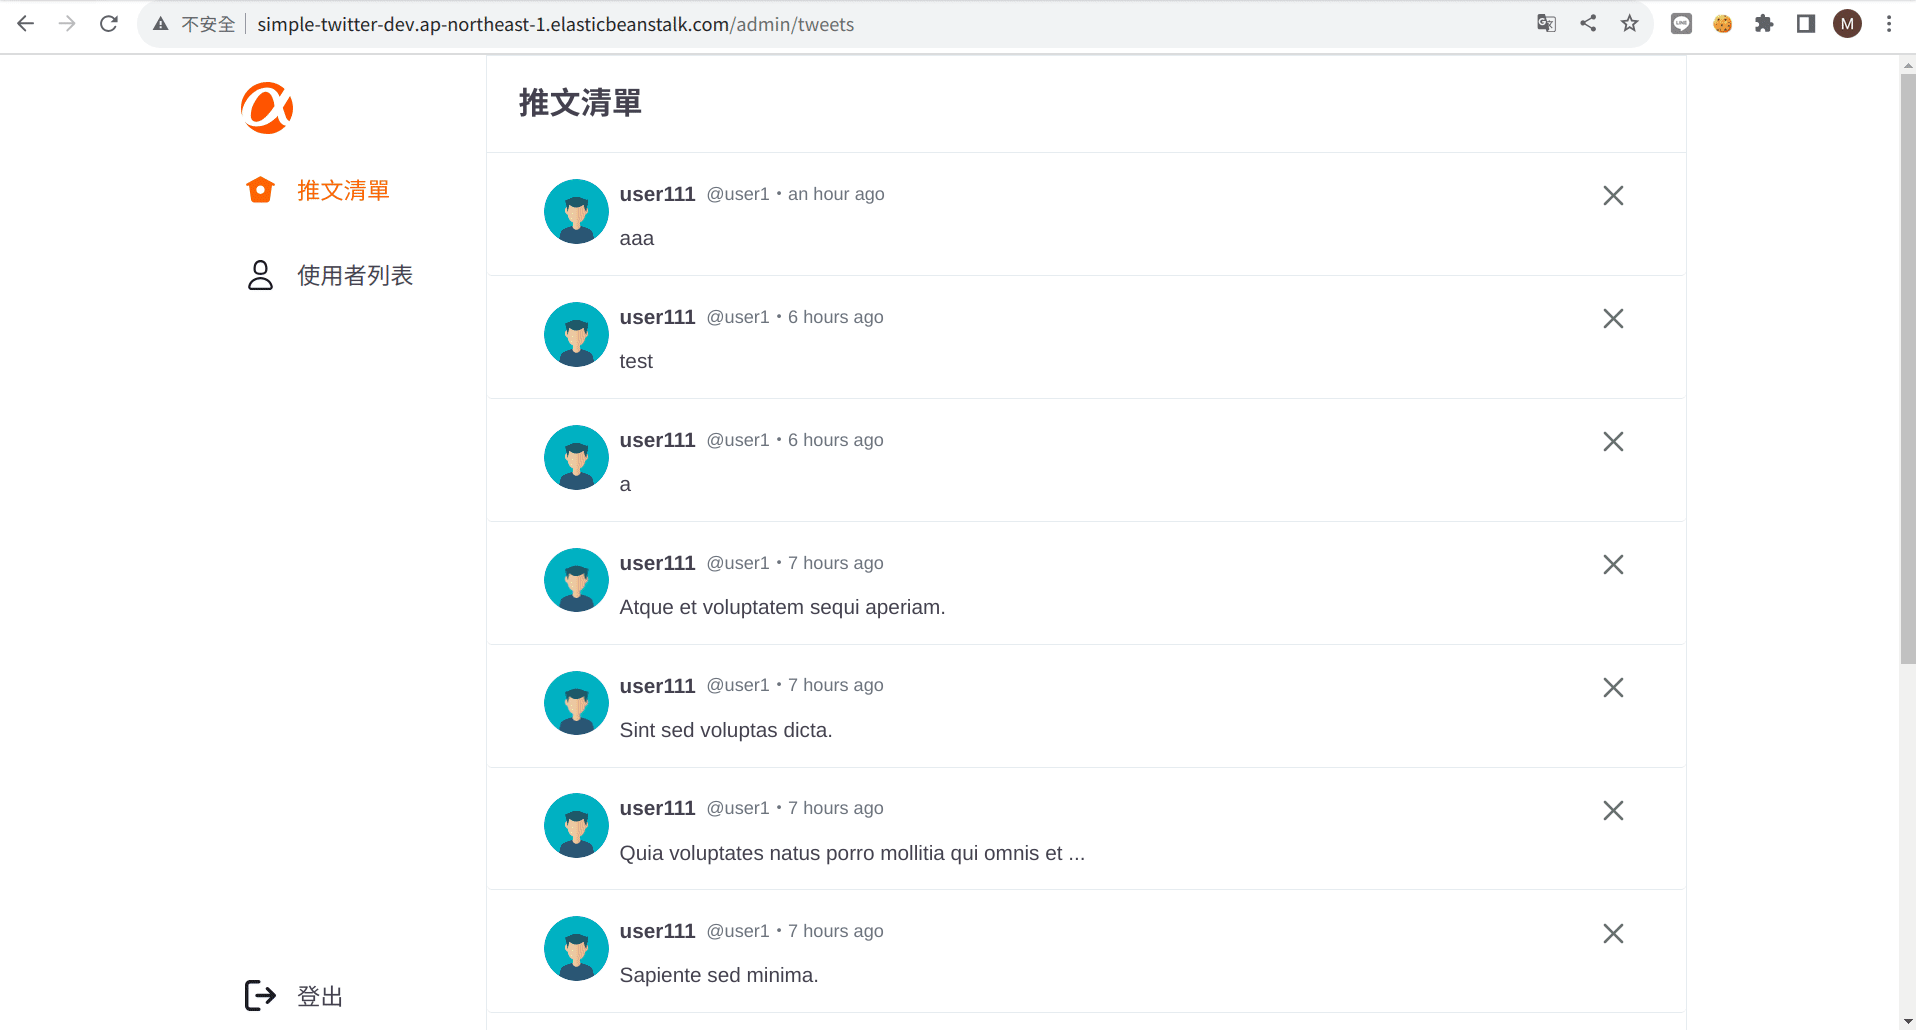 不安全 simple-twitter-dev.ap-northeast-1.elasticbeanstalk.com/admin/tweets M
推文清單
使用者列表
登出
推文清單
user111 @user1 • an hour ago
aaa
user111 @user1 • 6 hours ago
test
user111 @user1 • 6 hours ago
a
user111 @user1 • 7 hours ago
Atque et voluptatem sequi aperiam.
user111 @user1 • 7 hours ago
Sint sed voluptas dicta.
user111 @user1 • 7 hours ago
Quia voluptates natus porro mollitia qui omnis et ...
user111 @user1 • 7 hours ago
Sapiente sed minima.